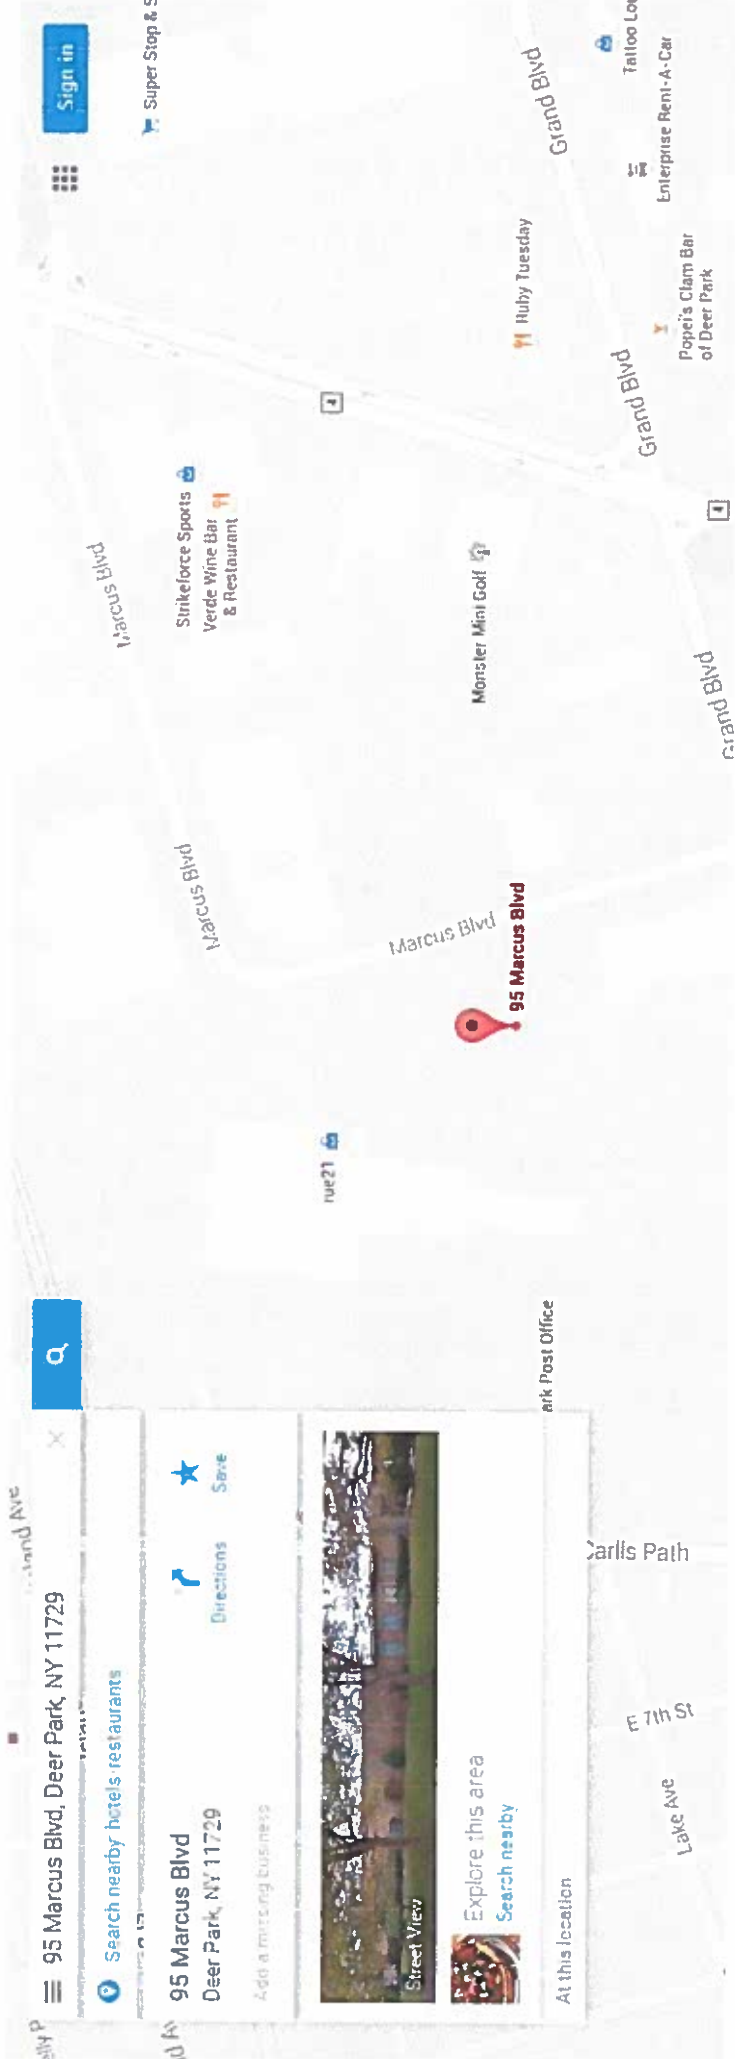 95 Marcus Blvd, Deer Park, NY 11729
Search nearby hotels restaurants
95 Marcus Blvd
Deer Park, NY 11729
Directions
Save
Add a missing business
Street View
Explore this area
Search nearby
At this location
Sign in
Super Stop & S
Marcus Blvd
Strikeforce Sports
Verde Wine Bar
& Restaurant
Marcus Blvd
4
rue21
Marcus Blvd
95 Marcus Blvd
Monster Mini Golf
Ruby Tuesday
Grand Blvd
Tattoo Lou
Enterprise Rent-A-Car
Popei's Clam Bar
of Deer Park
Grand Blvd
4
Grand Blvd
ark Post Office
Carlls Path
E 7th St
Lake Ave